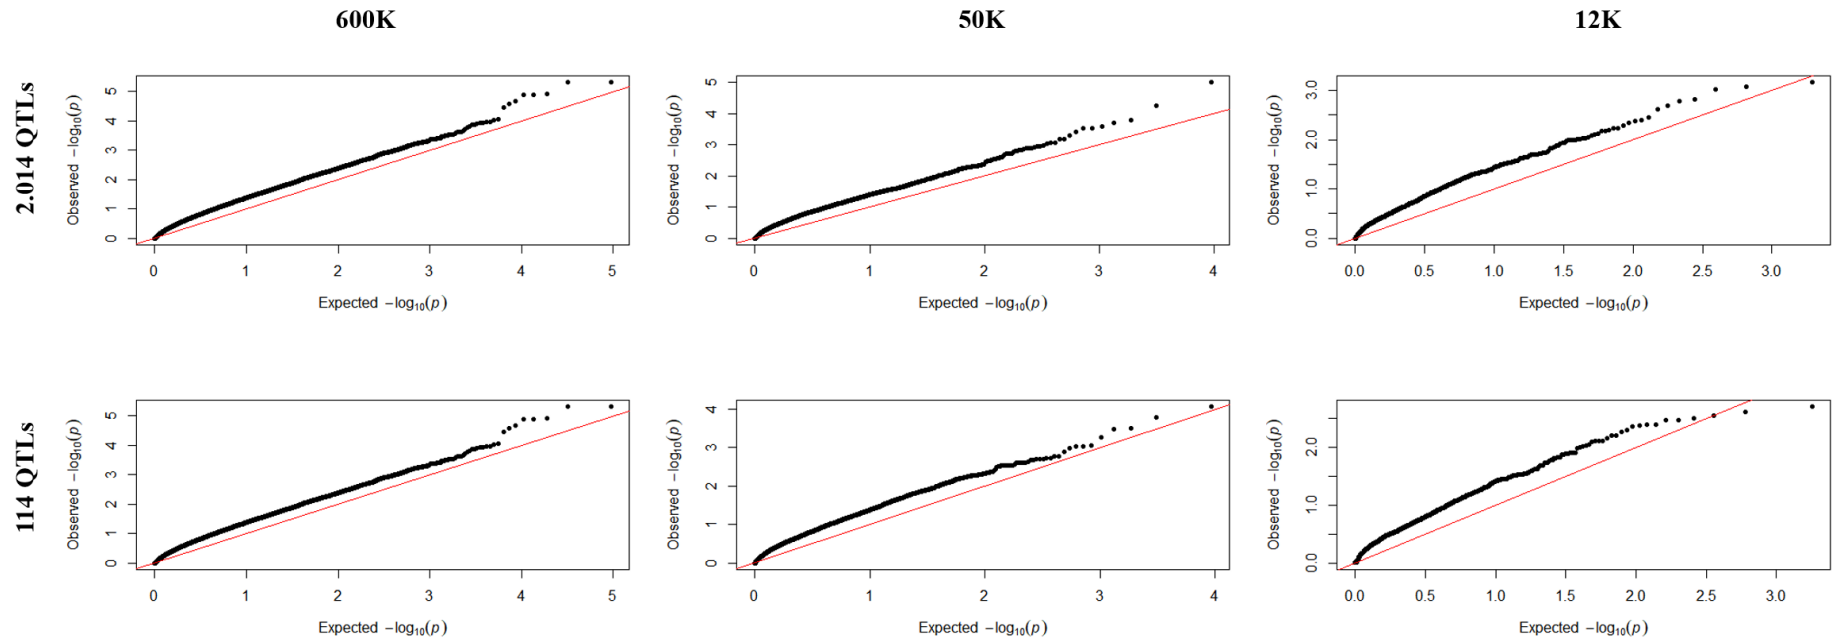 600K 50K 12K
2.014 QTLs
Observed −log10(p)
0 1 2 3 4 5
0 1 2 3 4 5
Expected −log10(p)
Observed −log10(p)
0 1 2 3 4 5
0 1 2 3 4
Expected −log10(p)
Observed −log10(p)
0.0 1.0 2.0 3.0
0.0 0.5 1.0 1.5 2.0 2.5 3.0
Expected −log10(p)
114 QTLs
Observed −log10(p)
0 1 2 3 4 5
0 1 2 3 4 5
Expected −log10(p)
Observed −log10(p)
0 1 2 3 4
0 1 2 3 4
Expected −log10(p)
Observed −log10(p)
0.0 1.0 2.0
0.0 0.5 1.0 1.5 2.0 2.5 3.0
Expected −log10(p)